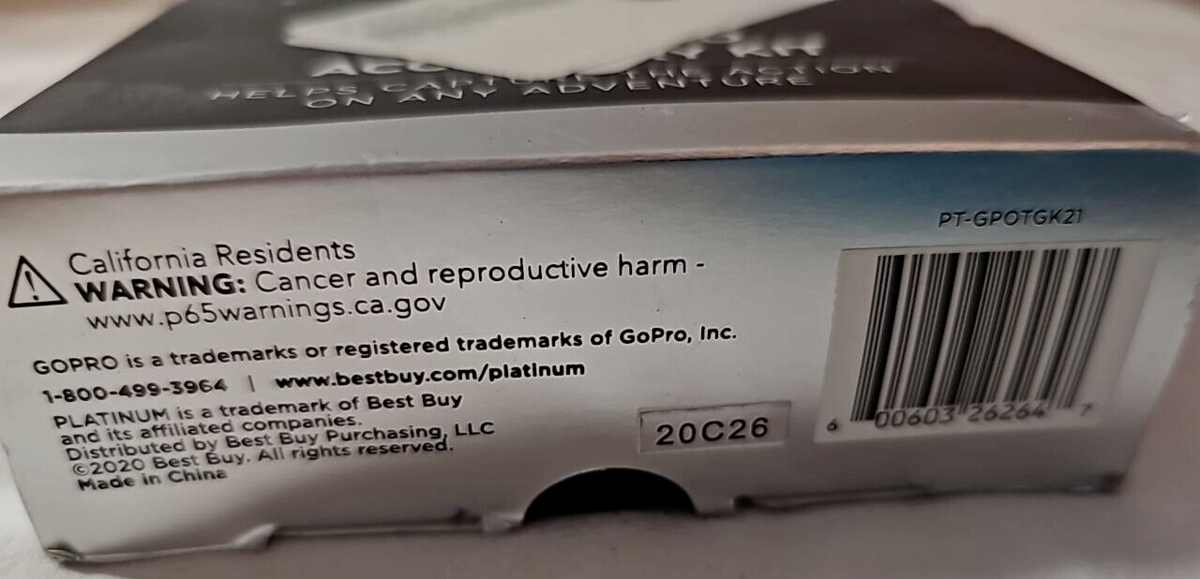 HELPS CAPTURE THE ACTION
ON ANY ADVENTURE
PT-GPOTGK21
California Residents
WARNING: Cancer and reproductive harm -
www.p65warnings.ca.gov
GOPRO is a trademarks or registered trademarks of GoPro, Inc.
1-800-499-3964 | www.bestbuy.com/platinum
PLATINUM is a trademark of Best Buy
and its affiliated companies.
Distributed by Best Buy Purchasing, LLC
©2020 Best Buy. All rights reserved.
Made in China
20C26
6 00603 26264 7